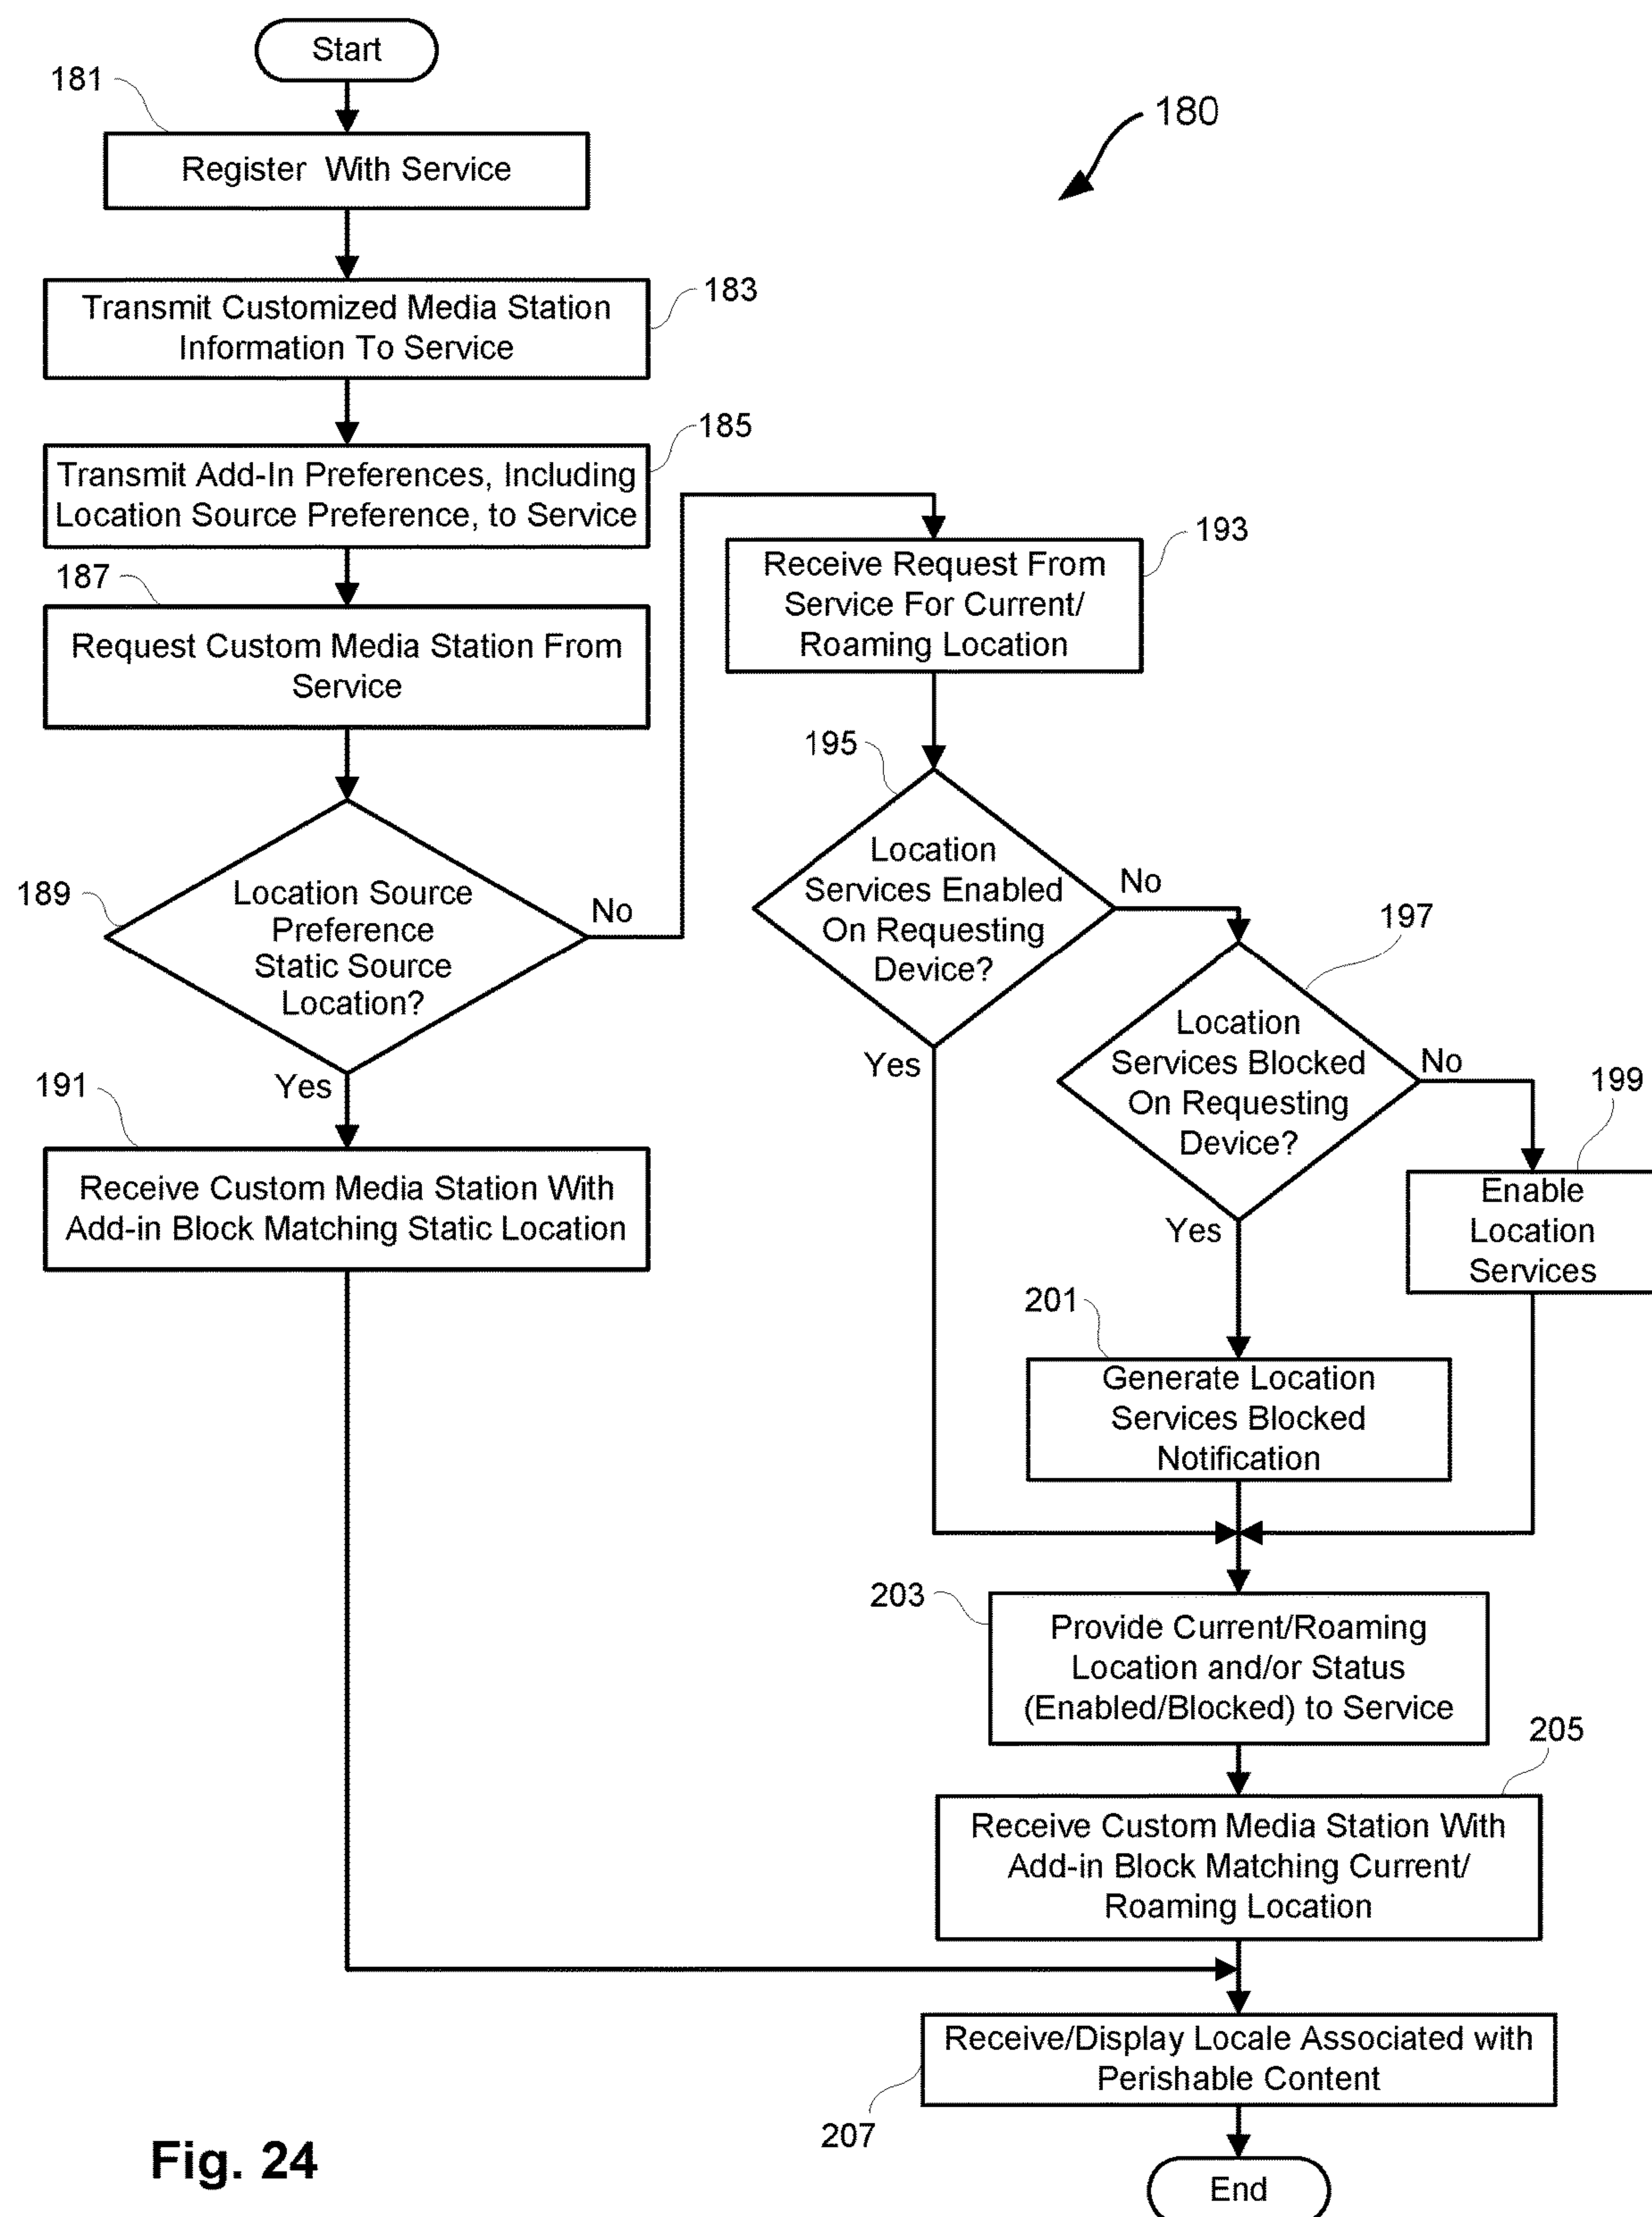 Start
181
180
Register With Service
183
Transmit Customized Media Station
Information To Service
185
Transmit Add-In Preferences, Including
Location Source Preference, to Service
187
Request Custom Media Station From
Service
189
Location Source
Preference
Static Source
Location?
No
Yes
191
Receive Custom Media Station With
Add-in Block Matching Static Location
193
Receive Request From
Service For Current/
Roaming Location
195
Location
Services Enabled
On Requesting
Device?
No
Yes
197
Location
Services Blocked
On Requesting
Device?
No
Yes
199
Enable
Location
Services
201
Generate Location
Services Blocked
Notification
203
Provide Current/Roaming
Location and/or Status
(Enabled/Blocked) to Service
205
Receive Custom Media Station With
Add-in Block Matching Current/
Roaming Location
Receive/Display Locale Associated with
Perishable Content
207
End
Fig. 24